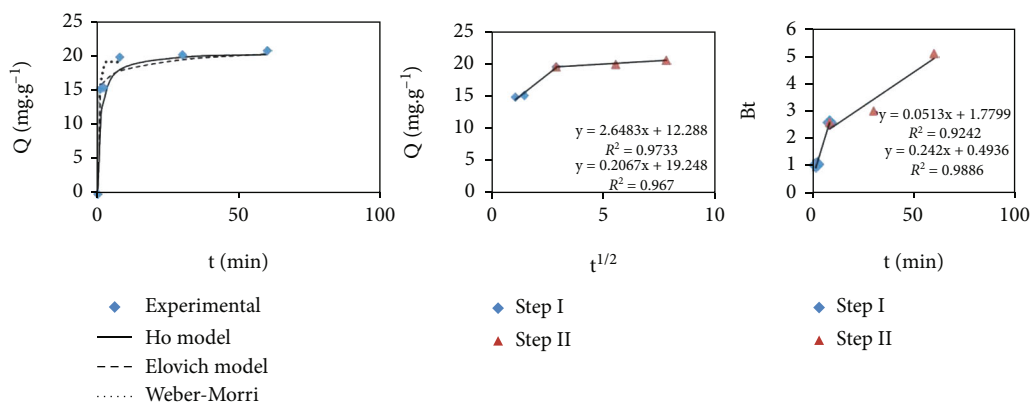 25
20
15
10
5
0
Q (mg.g⁻¹)
0
50
100
t (min)
Experimental
Ho model
Elovich model
Weber-Morri
25
20
15
10
5
0
Q (mg.g⁻¹)
y = 2.6483x + 12.288
R² = 0.9733
y = 0.2067x + 19.248
R² = 0.967
0
5
10
t^1/2
Step I
Step II
6
5
4
3
2
1
0
Bt
y = 0.0513x + 1.7799
R² = 0.9242
y = 0.242x + 0.4936
R² = 0.9886
0
50
100
t (min)
Step I
Step II